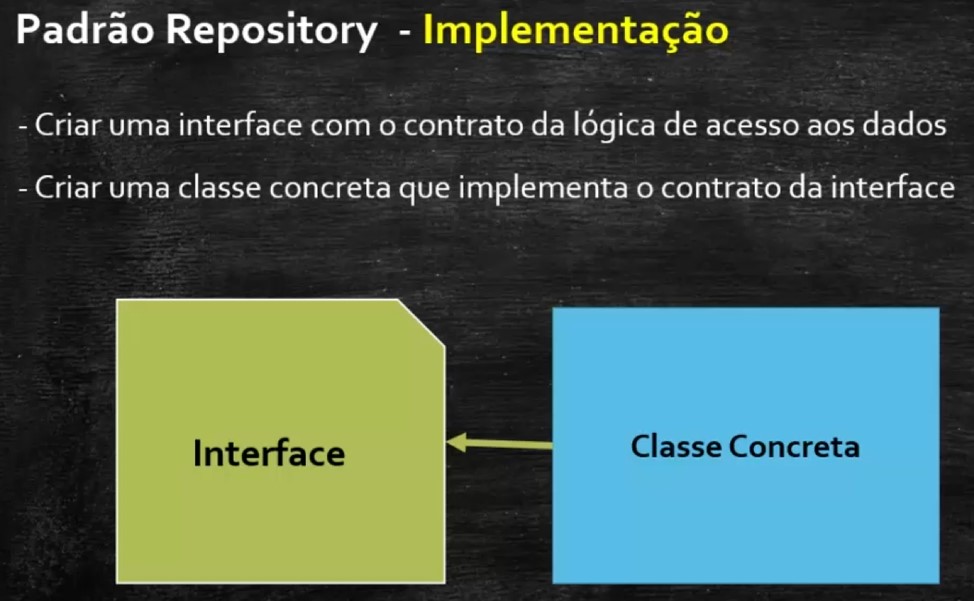 Padrão Repository - Implementação
- Criar uma interface com o contrato da lógica de acesso aos dados
- Criar uma classe concreta que implementa o contrato da interface
Interface
Classe Concreta